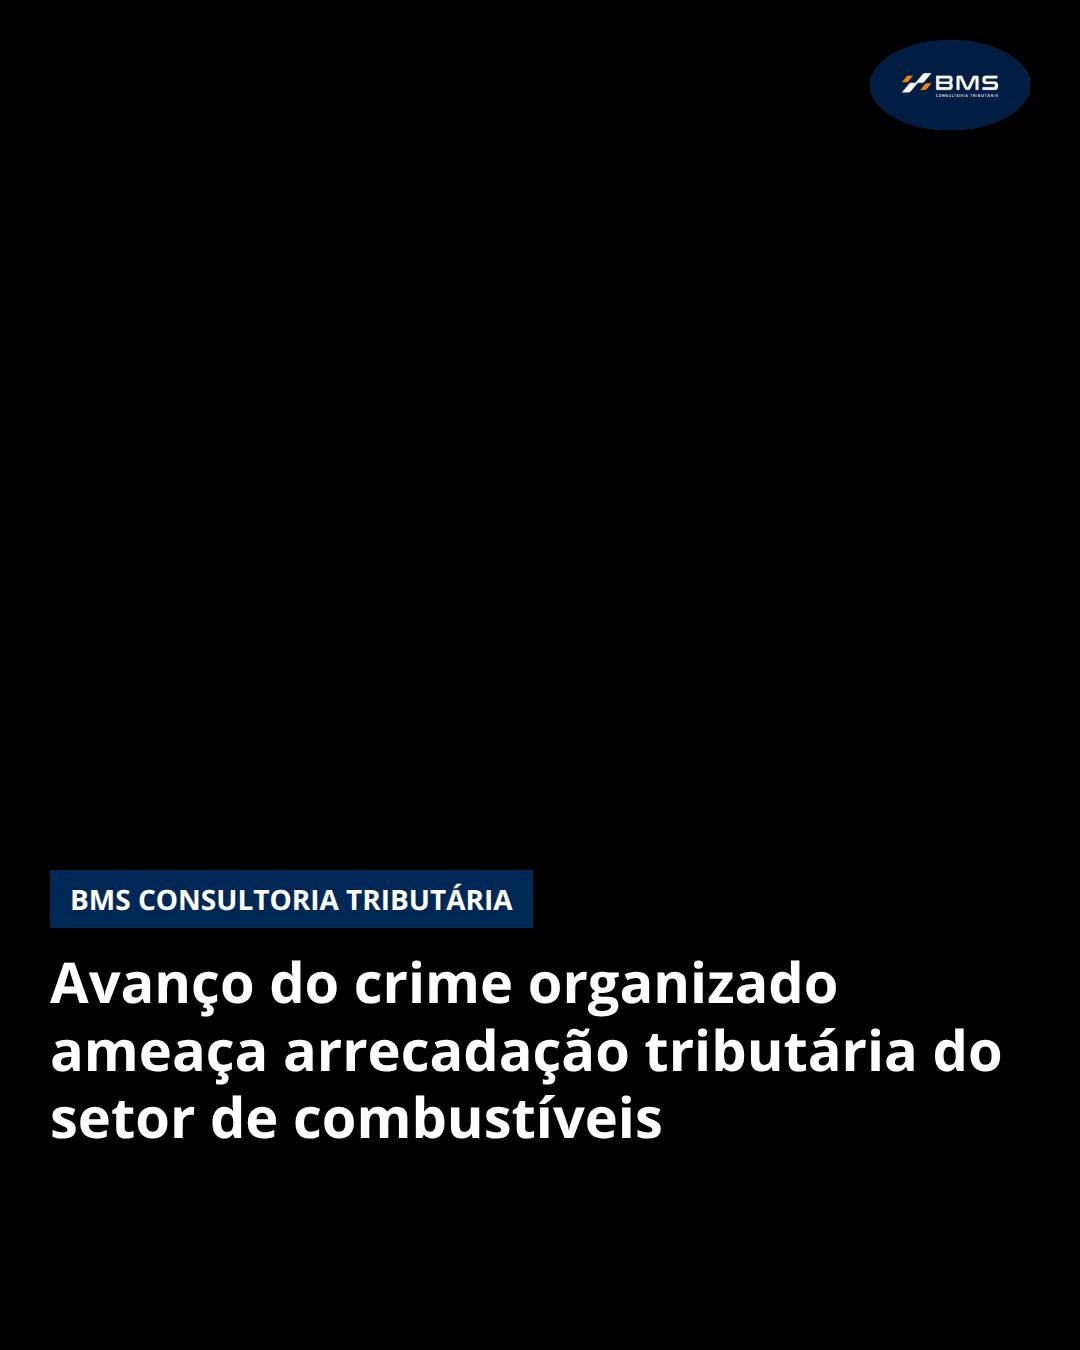 BMS
CONSULTORIA TRIBUTÁRIA
BMS CONSULTORIA TRIBUTÁRIA
Avanço do crime organizado
ameaça arrecadação tributária do
setor de combustíveis